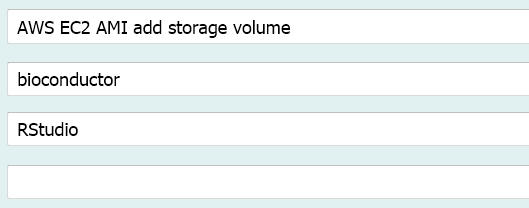 AWS EC2 AMI add storage volume
bioconductor
RStudio